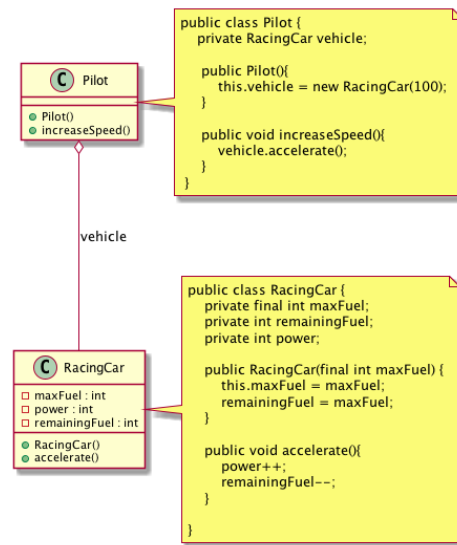 public class Pilot {
private RacingCar vehicle;
public Pilot(){
this.vehicle = new RacingCar(100);
}
public void increaseSpeed(){
vehicle.accelerate();
}
}
C Pilot
Pilot()
increaseSpeed()
vehicle
public class RacingCar {
private final int maxFuel;
private int remainingFuel;
private int power;
public RacingCar(final int maxFuel) {
this.maxFuel = maxFuel;
remainingFuel = maxFuel;
}
public void accelerate(){
power++;
remainingFuel--;
}
}
C RacingCar
maxFuel : int
power : int
remainingFuel : int
RacingCar()
accelerate()